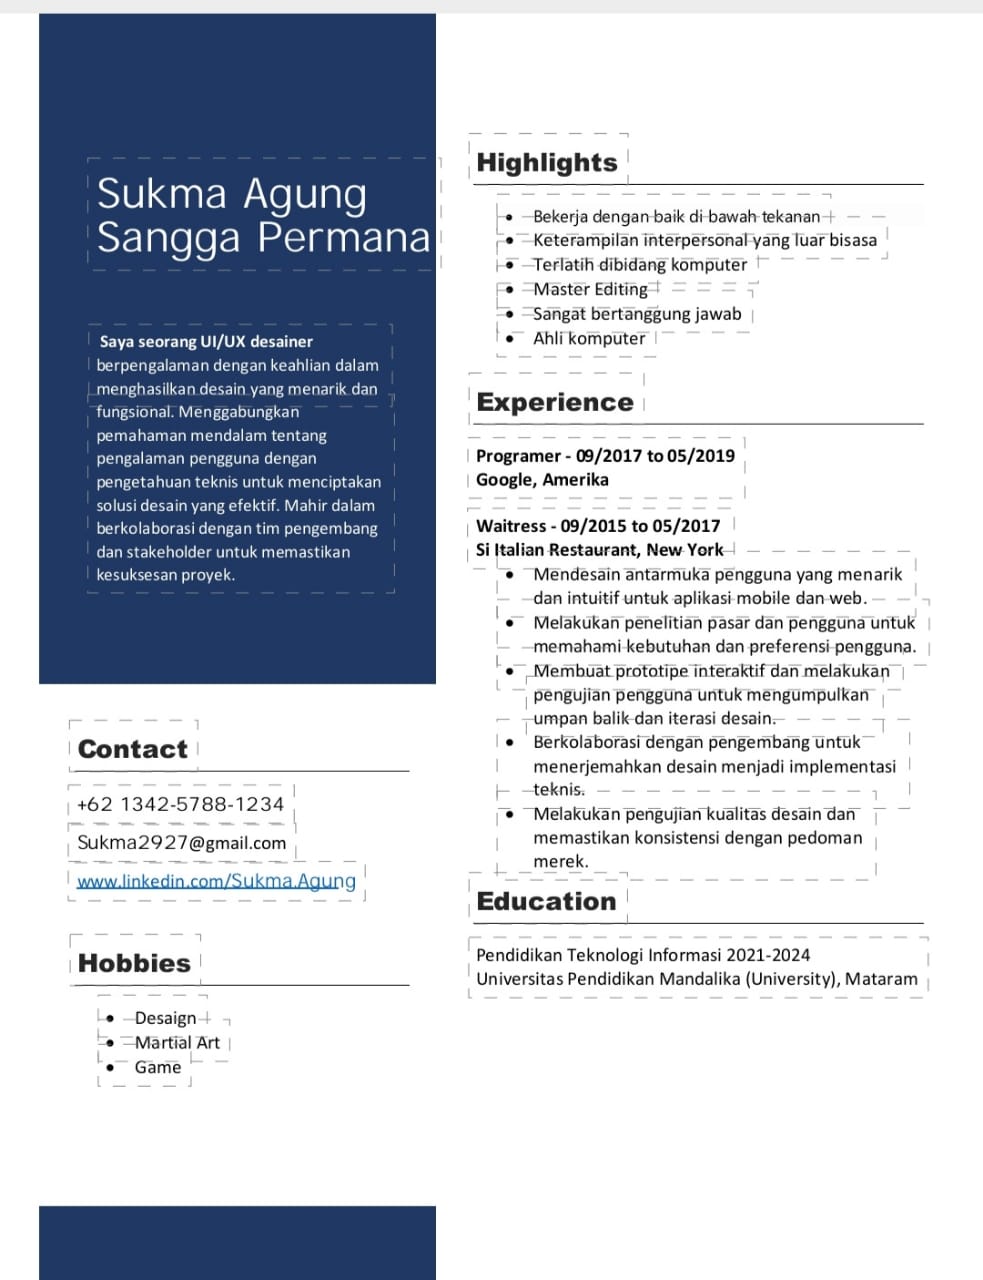 Sukma Agung
Sangga Permana
Saya seorang UI/UX desainer
berpengalaman dengan keahlian dalam
menghasilkan desain yang menarik dan
fungsional. Menggabungkan
pemahaman mendalam tentang
pengalaman pengguna dengan
pengetahuan teknis untuk menciptakan
solusi desain yang efektif. Mahir dalam
berkolaborasi dengan tim pengembang
dan stakeholder untuk memastikan
kesuksesan proyek.
Contact
+62 1342-5788-1234
Sukma2927@gmail.com
www.linkedin.com/Sukma.Agung
Hobbies
• Desaign
• Martial Art
• Game
Highlights
• Bekerja dengan baik di bawah tekanan
• Keterampilan interpersonal yang luar bisasa
• Terlatih dibidang komputer
• Master Editing
• Sangat bertanggung jawab
• Ahli komputer
Experience
Programer - 09/2017 to 05/2019
Google, Amerika
Waitress - 09/2015 to 05/2017
Si Italian Restaurant, New York
• Mendesain antarmuka pengguna yang menarik
dan intuitif untuk aplikasi mobile dan web.
• Melakukan penelitian pasar dan pengguna untuk
memahami kebutuhan dan preferensi pengguna.
• Membuat prototipe interaktif dan melakukan
pengujian pengguna untuk mengumpulkan
umpan balik dan iterasi desain.
• Berkolaborasi dengan pengembang untuk
menerjemahkan desain menjadi implementasi
teknis.
• Melakukan pengujian kualitas desain dan
memastikan konsistensi dengan pedoman
merek.
Education
Pendidikan Teknologi Informasi 2021-2024
Universitas Pendidikan Mandalika (University), Mataram